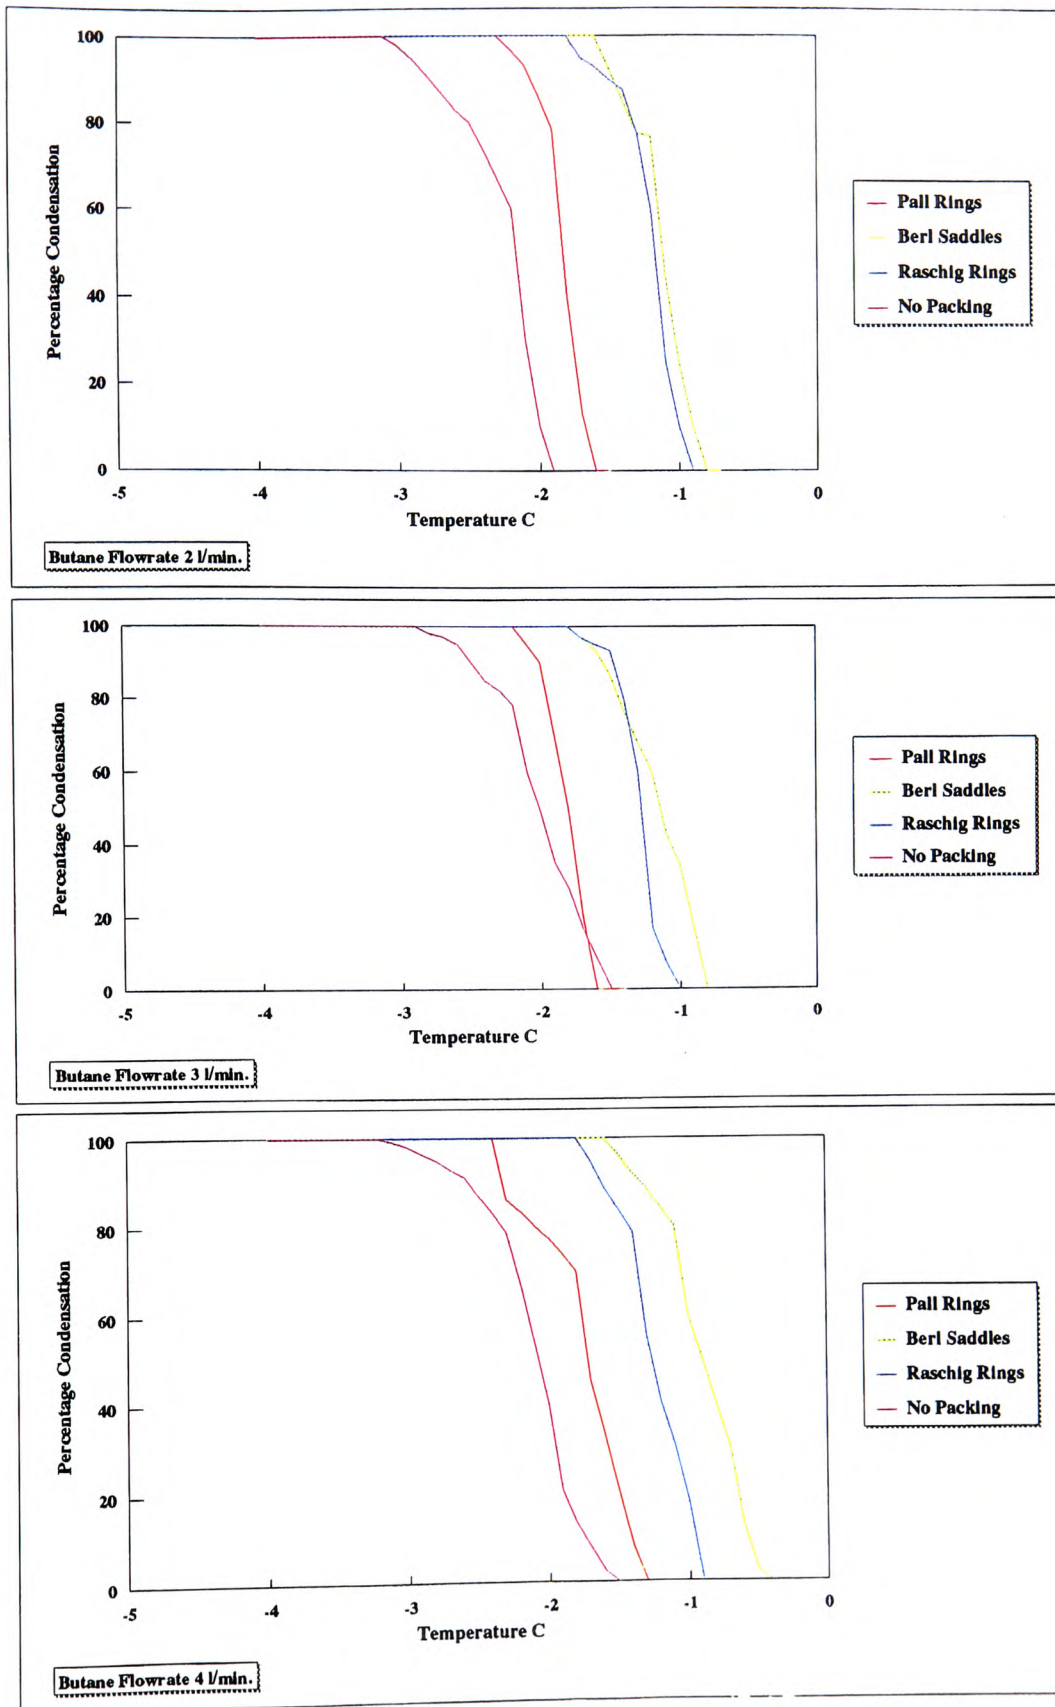 100
80
60
40
20
0
Percentage Condensation
-5
-4
-3
-2
-1
0
Temperature C
Pall Rings
Berl Saddles
Raschig Rings
No Packing
Butane Flowrate 2 l/min.
100
80
60
40
20
0
Percentage Condensation
-5
-4
-3
-2
-1
0
Temperature C
Pall Rings
Berl Saddles
Raschig Rings
No Packing
Butane Flowrate 3 l/min.
100
80
60
40
20
0
Percentage Condensation
-5
-4
-3
-2
-1
0
Temperature C
Pall Rings
Berl Saddles
Raschig Rings
No Packing
Butane Flowrate 4 l/min.